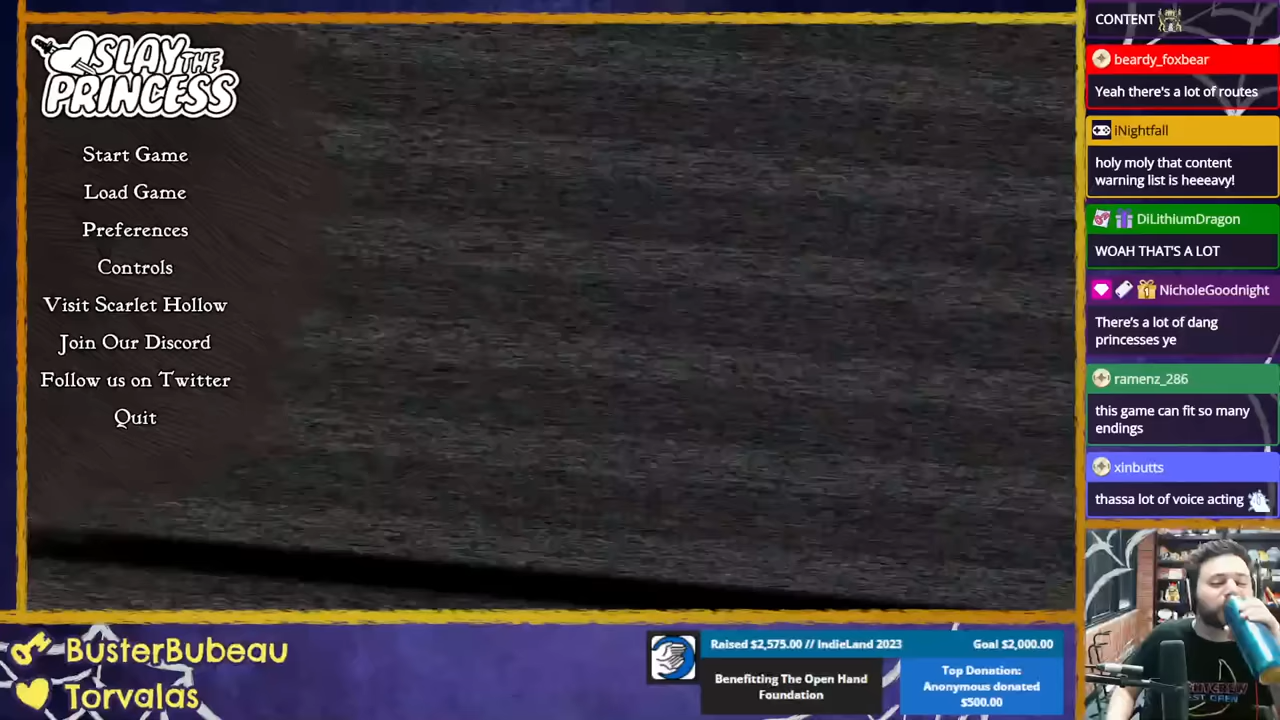 SLAY THE
PRINCESS
Start Game
Load Game
Preferences
Controls
Visit Scarlet Hollow
Join Our Discord
Follow us on Twitter
Quit
CONTENT
beardy_foxbear
Yeah there's a lot of routes
iNightfall
holy moly that content
warning list is heeeavy!
DiLithiumDragon
WOAH THAT'S A LOT
NicholeGoodnight
There's a lot of dang
princesses ye
ramenz_286
this game can fit so many
endings
xinbutts
thassa lot of voice acting
BusterBubeau
Torvalas
Raised $2,575.00 // IndieLand 2023
Goal $2,000.00
Benefitting The Open Hand
Foundation
Top Donation:
Anonymous donated
$500.00